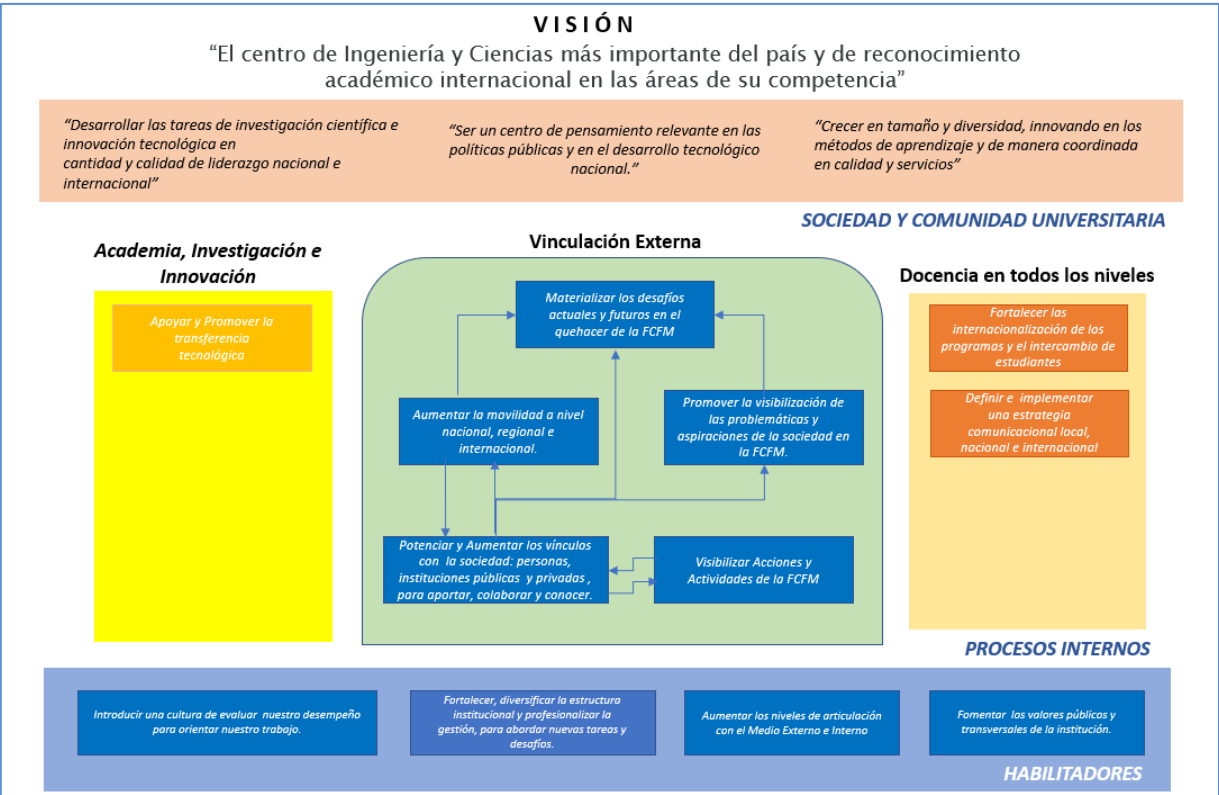 VISIÓN
“El centro de Ingeniería y Ciencias más importante del país y de reconocimiento
académico internacional en las áreas de su competencia”
“Desarrollar las tareas de investigación científica e
innovación tecnológica en
cantidad y calidad de liderazgo nacional e
internacional”
“Ser un centro de pensamiento relevante en las
políticas públicas y en el desarrollo tecnológico
nacional.”
“Crecer en tamaño y diversidad, innovando en los
métodos de aprendizaje y de manera coordinada
en calidad y servicios”
SOCIEDAD Y COMUNIDAD UNIVERSITARIA
Academia, Investigación e
Innovación
Apoyar y Promover la
transferencia
tecnológica
Vinculación Externa
Materializar los desafíos
actuales y futuros en el
quehacer de la FCFM
Aumentar la movilidad a nivel
nacional, regional e
internacional.
Promover la visibilización de
las problemáticas y
aspiraciones de la sociedad en
la FCFM.
Potenciar y Aumentar los vínculos
con la sociedad: personas,
instituciones públicas y privadas ,
para aportar, colaborar y conocer.
Visibilizar Acciones y
Actividades de la FCFM
Docencia en todos los niveles
Fortalecer las
internacionalización de los
programas y el intercambio de
estudiantes
Definir e implementar
una estrategia
comunicacional local,
nacional e internacional
PROCESOS INTERNOS
Introducir una cultura de evaluar nuestro desempeño
para orientar nuestro trabajo.
Fortalecer, diversificar la estructura
institucional y profesionalizar la
gestión, para abordar nuevas tareas y
desafíos.
Aumentar los niveles de articulación
con el Medio Externo e Interno
Fomentar los valores públicos y
transversales de la institución.
HABILITADORES